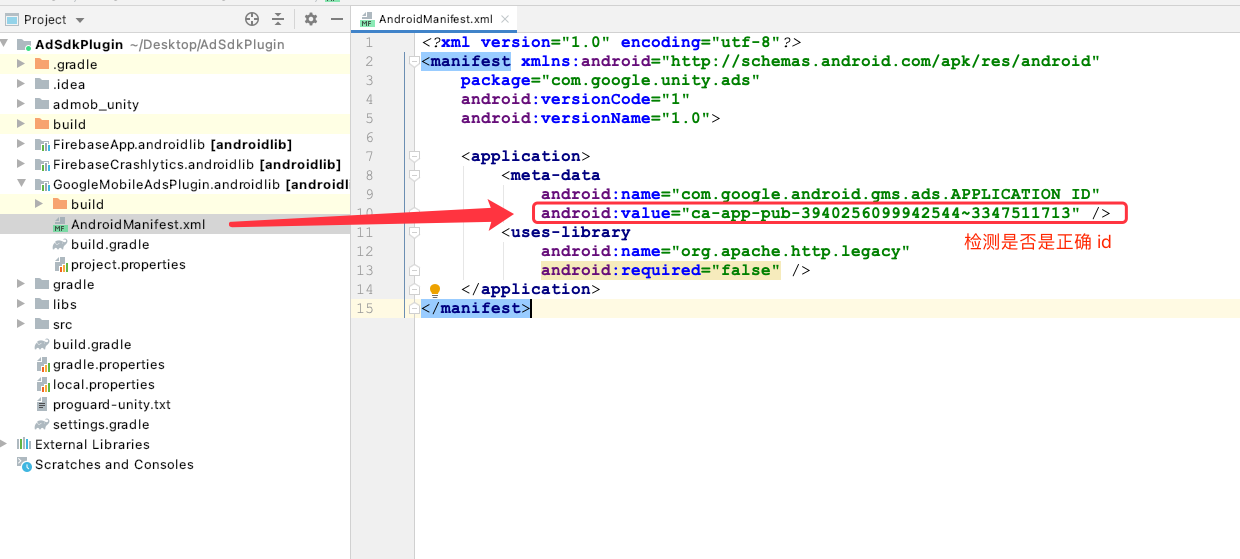 Project
AndroidManifest.xml
AdSdkPlugin ~/Desktop/AdSdkPlugin
.gradle
.idea
admob_unity
build
FirebaseApp.androidlib [androidlib]
FirebaseCrashlytics.androidlib [androidlib]
GoogleMobileAdsPlugin.androidlib [androidl
build
AndroidManifest.xml
build.gradle
project.properties
gradle
libs
src
build.gradle
gradle.properties
local.properties
proguard-unity.txt
settings.gradle
External Libraries
Scratches and Consoles
1 <?xml version="1.0" encoding="utf-8"?>
2 <manifest xmlns:android="http://schemas.android.com/apk/res/android"
3 package="com.google.unity.ads"
4 android:versionCode="1"
5 android:versionName="1.0">
6
7 <application>
8 <meta-data
9 android:name="com.google.android.gms.ads.APPLICATION_ID"
10 android:value="ca-app-pub-3940256099942544~3347511713" />
11 <uses-library
12 android:name="org.apache.http.legacy"
13 android:required="false" />
14 </application>
15 </manifest>
检测是否是正确 id